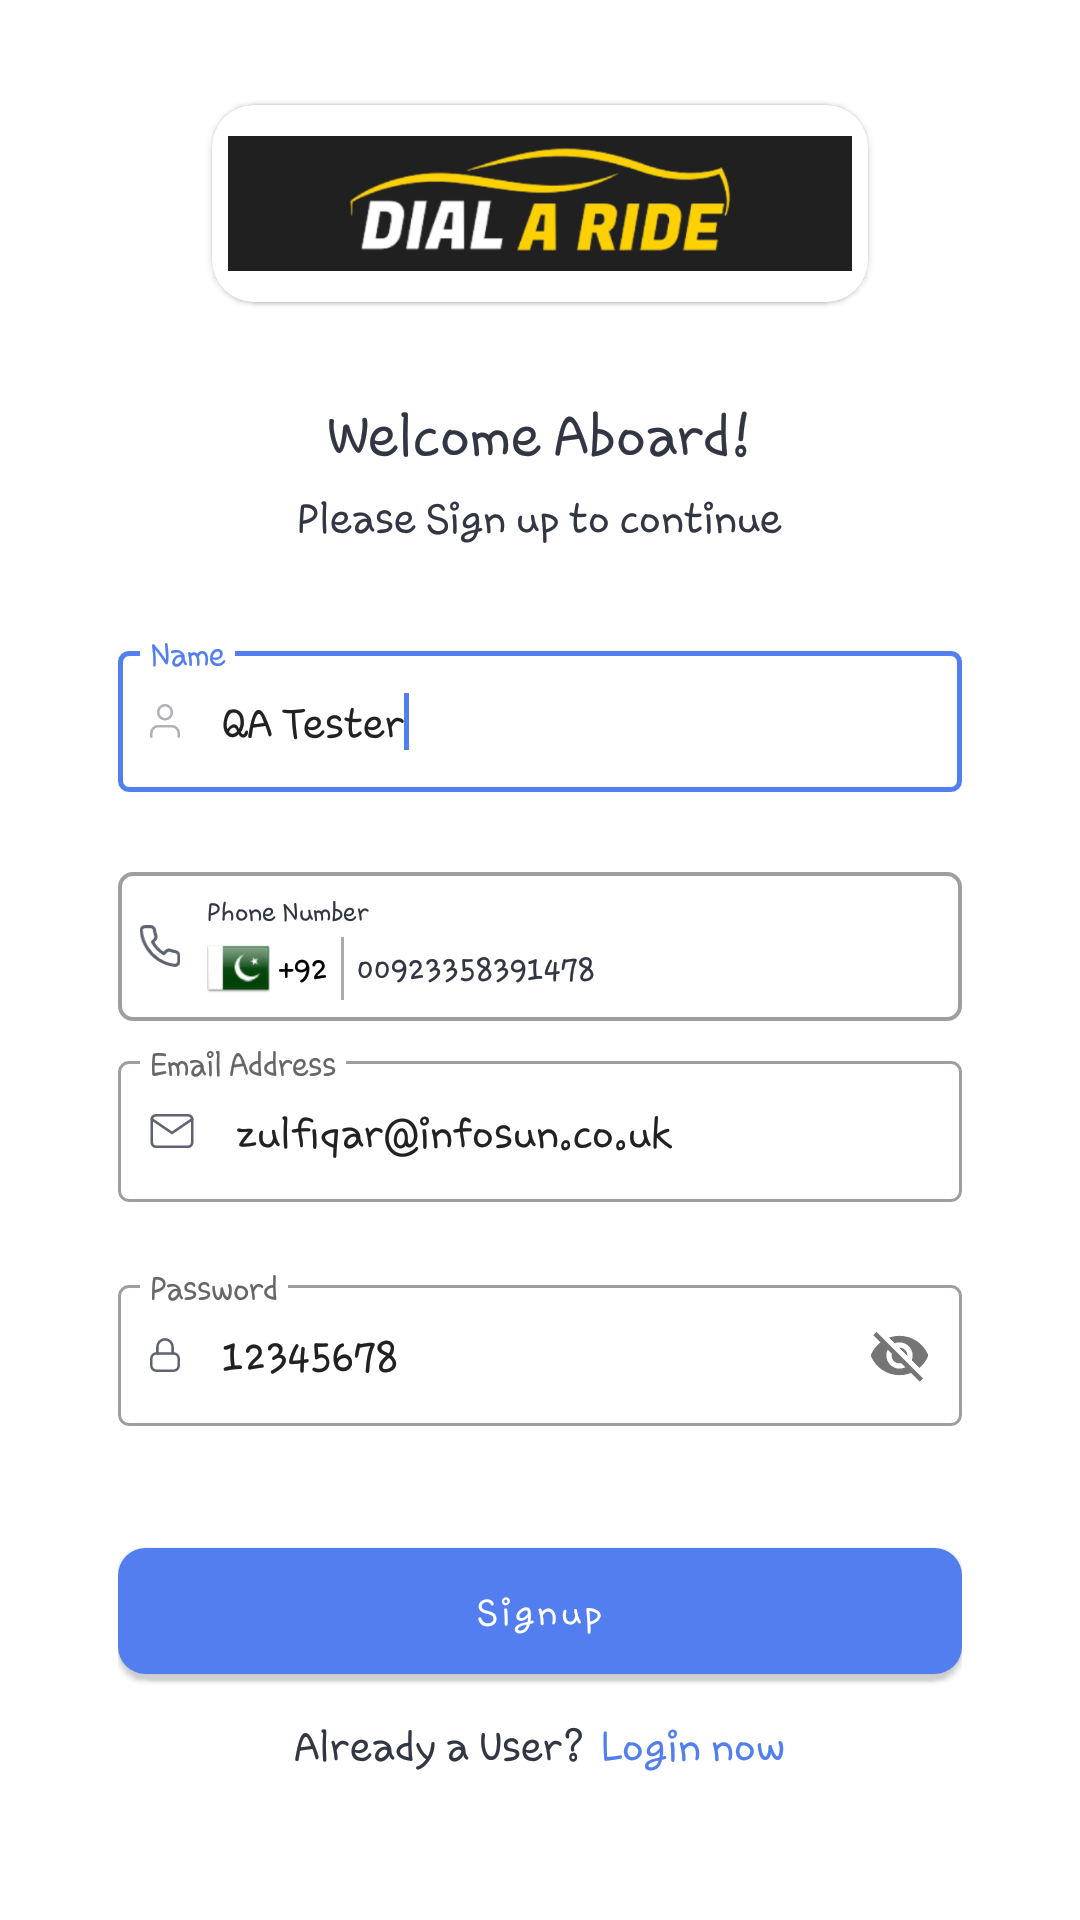 DIAL A RIDE
Welcome Aboard!
Please Sign up to continue
Name
QA Tester
Phone Number
+92 00923358391478
Email Address
zulfiqar@infosun.co.uk
Password
12345678
Signup
Already a User? Login now